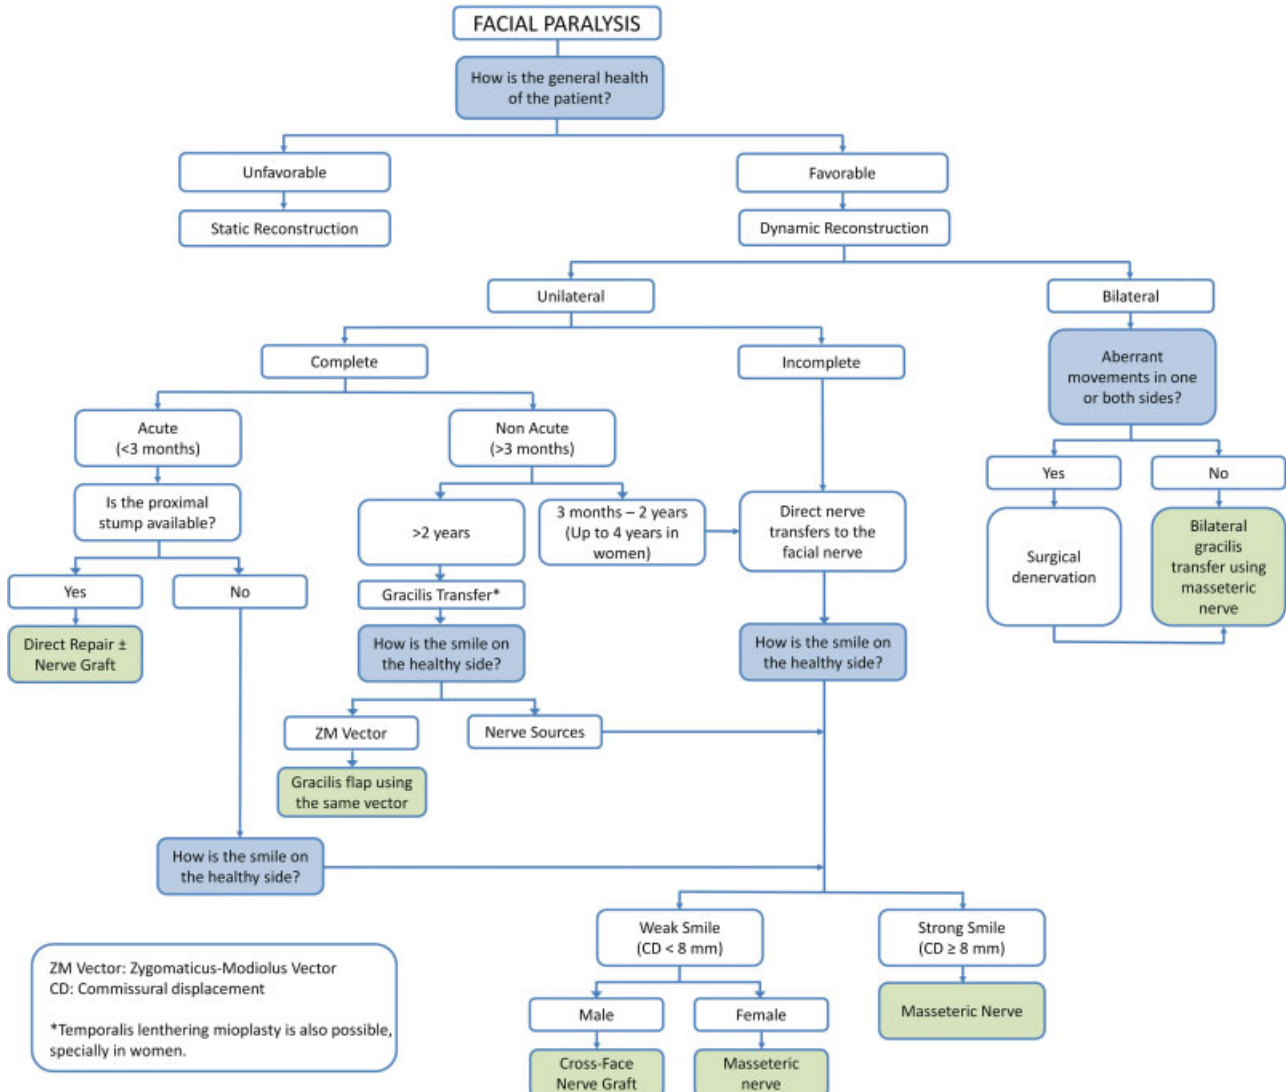 FACIAL PARALYSIS
How is the general health
of the patient?
Unfavorable
Favorable
Static Reconstruction
Dynamic Reconstruction
Unilateral
Bilateral
Complete
Incomplete
Aberrant
movements in one
or both sides?
Acute
(<3 months)
Non Acute
(>3 months)
Yes
No
Is the proximal
stump available?
>2 years
3 months – 2 years
(Up to 4 years in
women)
Direct nerve
transfers to the
facial nerve
Surgical
denervation
Bilateral
gracilis
transfer using
masseteric
nerve
Yes
No
Gracilis Transfer*
Direct Repair ±
Nerve Graft
How is the smile on
the healthy side?
How is the smile on
the healthy side?
ZM Vector
Nerve Sources
Gracilis flap using
the same vector
How is the smile on
the healthy side?
Weak Smile
(CD < 8 mm)
Strong Smile
(CD ≥ 8 mm)
Male
Female
Masseteric Nerve
Cross-Face
Nerve Graft
Masseteric
nerve
ZM Vector: Zygomaticus-Modiolus Vector
CD: Commissural displacement
*Temporalis lenthering mioplasty is also possible,
specially in women.